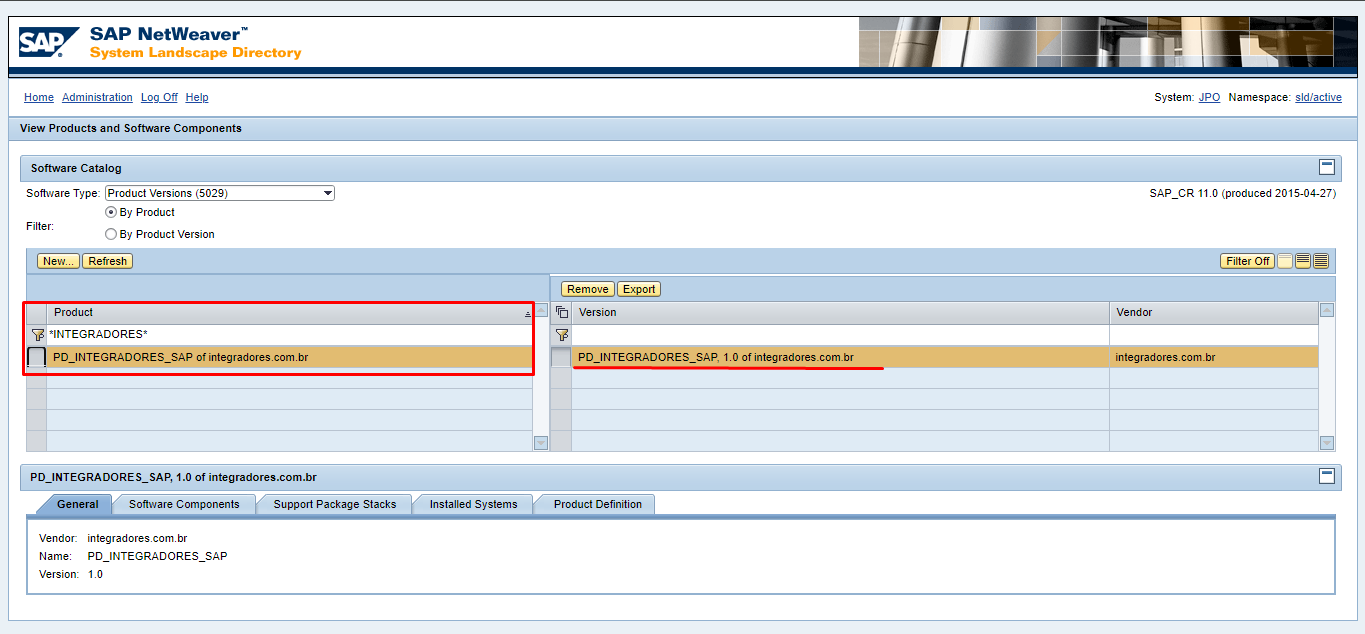 SAP SAP NetWeaver™
System Landscape Directory
Home Administration Log Off Help System: JPO Namespace: sld/active
View Products and Software Components
Software Catalog
Software Type: Product Versions (5029) SAP_CR 11.0 (produced 2015-04-27)
By Product
Filter:
By Product Version
New... Refresh Filter Off
Remove Export
Product Version Vendor
*INTEGRADORES*
PD_INTEGRADORES_SAP of integradores.com.br PD_INTEGRADORES_SAP, 1.0 of integradores.com.br integradores.com.br
PD_INTEGRADORES_SAP, 1.0 of integradores.com.br
General Software Components Support Package Stacks Installed Systems Product Definition
Vendor: integradores.com.br
Name: PD_INTEGRADORES_SAP
Version: 1.0